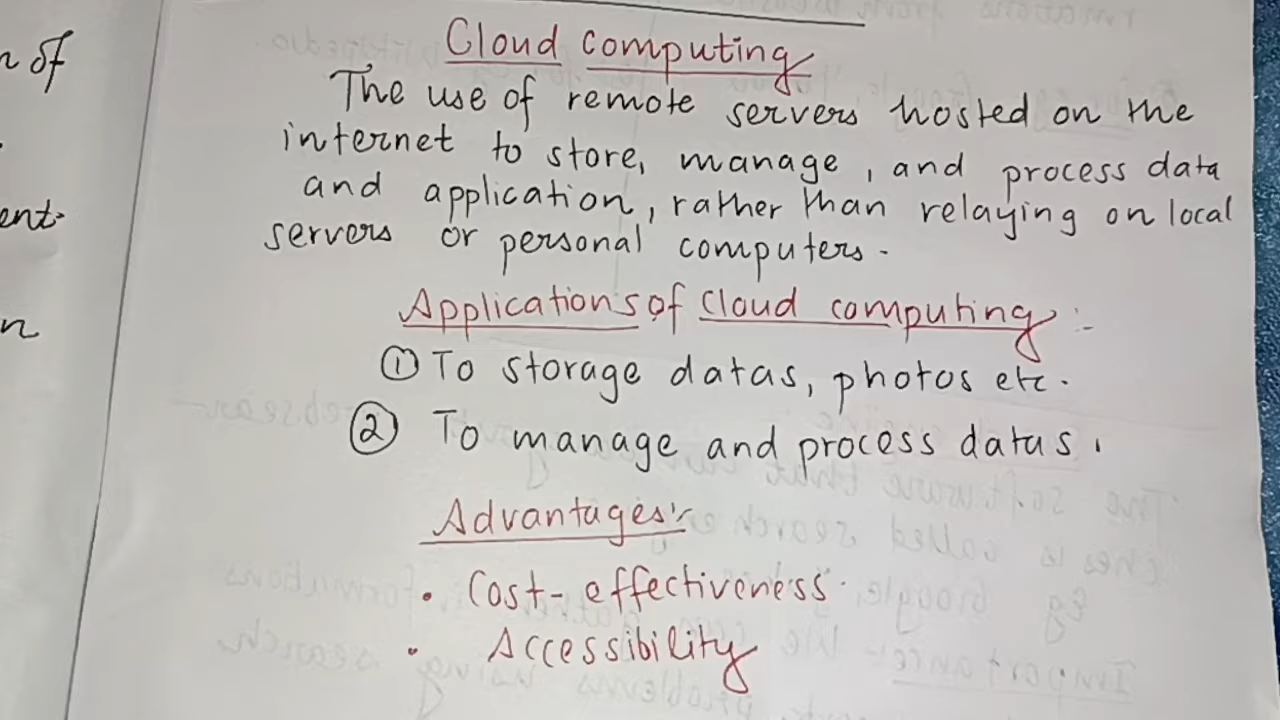 n of
Cloud computing
The use of remote servers hosted on the
internet to store, manage, and process data
and application, rather than relaying on local
servers or personal computers.
ent.
Applications of Cloud computing :-
n
① To storage datas, photos etc.
② To manage and process datas.
Advantages:-
• Cost-effectiveness
• Accessibility